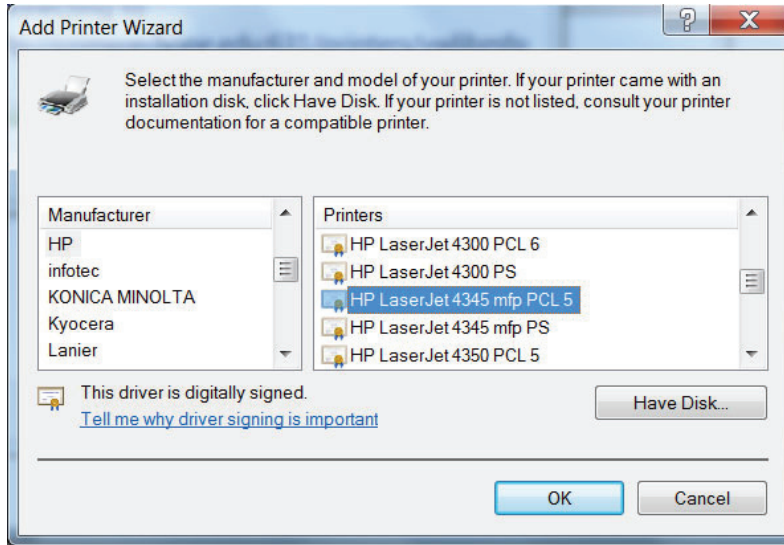 Add Printer Wizard
Select the manufacturer and model of your printer. If your printer came with an
installation disk, click Have Disk. If your printer is not listed, consult your printer
documentation for a compatible printer.
Manufacturer
HP
infotec
KONICA MINOLTA
Kyocera
Lanier
Printers
HP LaserJet 4300 PCL 6
HP LaserJet 4300 PS
HP LaserJet 4345 mfp PCL 5
HP LaserJet 4345 mfp PS
HP LaserJet 4350 PCL 5
This driver is digitally signed.
Tell me why driver signing is important
Have Disk...
OK
Cancel